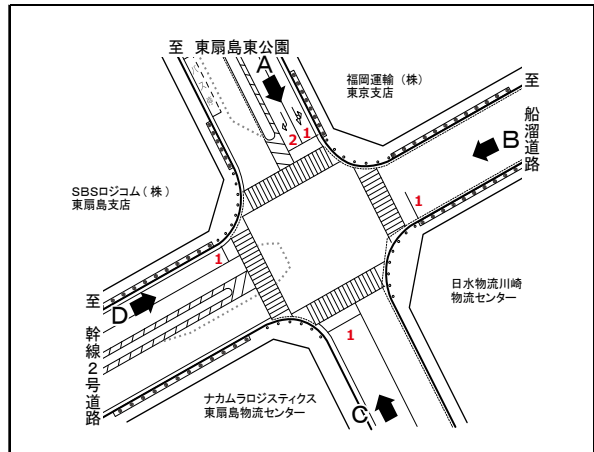 至 東扇島東公園
A
福岡運輸（株）
東京支店
至 船溜道路
B
2
1
1
SBSロジコム（株）
東扇島支店
1
D
至 幹線２号道路
日水物流川崎
物流センター
1
ナカムラロジスティクス
東扇島物流センター
C